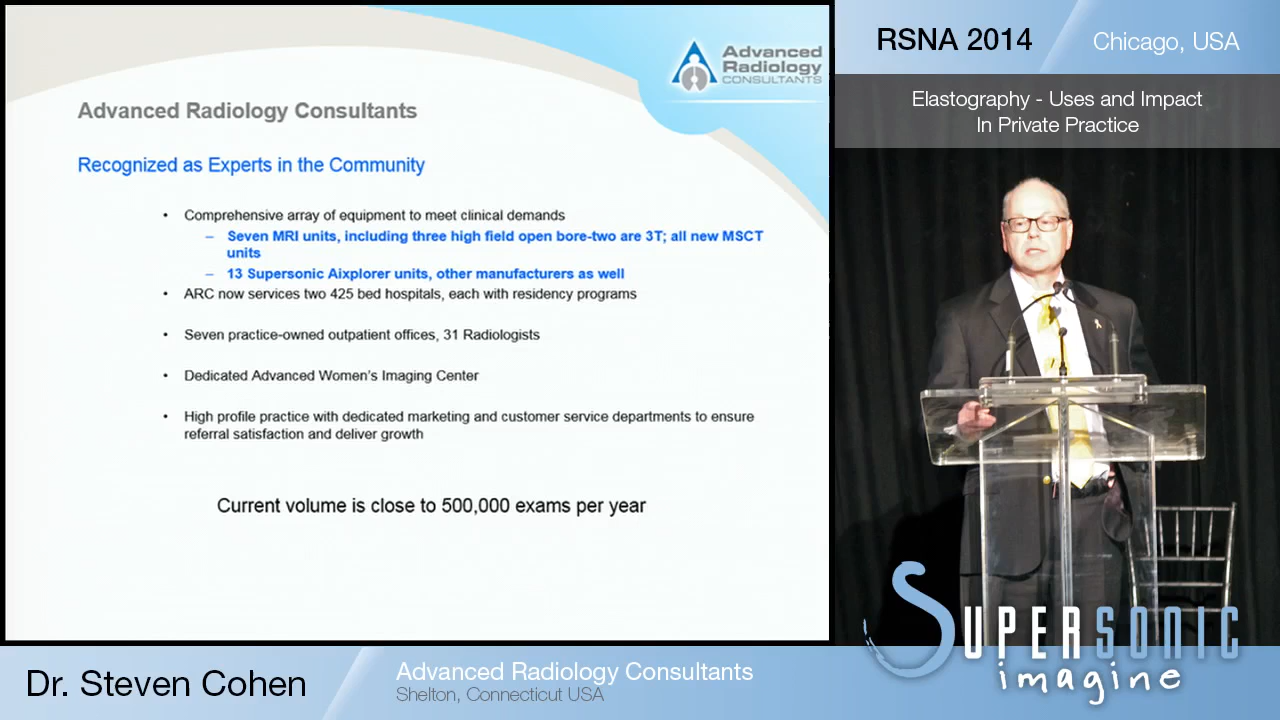 Advanced
Radiology
CONSULTANTS
Advanced Radiology Consultants
Recognized as Experts in the Community
• Comprehensive array of equipment to meet clinical demands
– Seven MRI units, including three high field open bore-two are 3T; all new MSCT
units
– 13 Supersonic Aixplorer units, other manufacturers as well
• ARC now services two 425 bed hospitals, each with residency programs
• Seven practice-owned outpatient offices, 31 Radiologists
• Dedicated Advanced Women's Imaging Center
• High profile practice with dedicated marketing and customer service departments to ensure
referral satisfaction and deliver growth
Current volume is close to 500,000 exams per year
RSNA 2014
Chicago, USA
Elastography - Uses and Impact
In Private Practice
SUPERSONIC
imagine
Dr. Steven Cohen
Advanced Radiology Consultants
Shelton, Connecticut USA